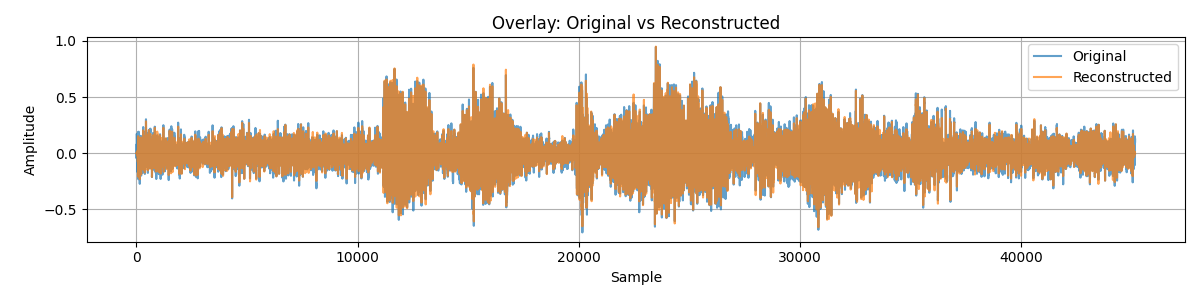 Overlay: Original vs Reconstructed
1.0
0.5
0.0
−0.5
Amplitude
Original
Reconstructed
0
10000
20000
30000
40000
Sample